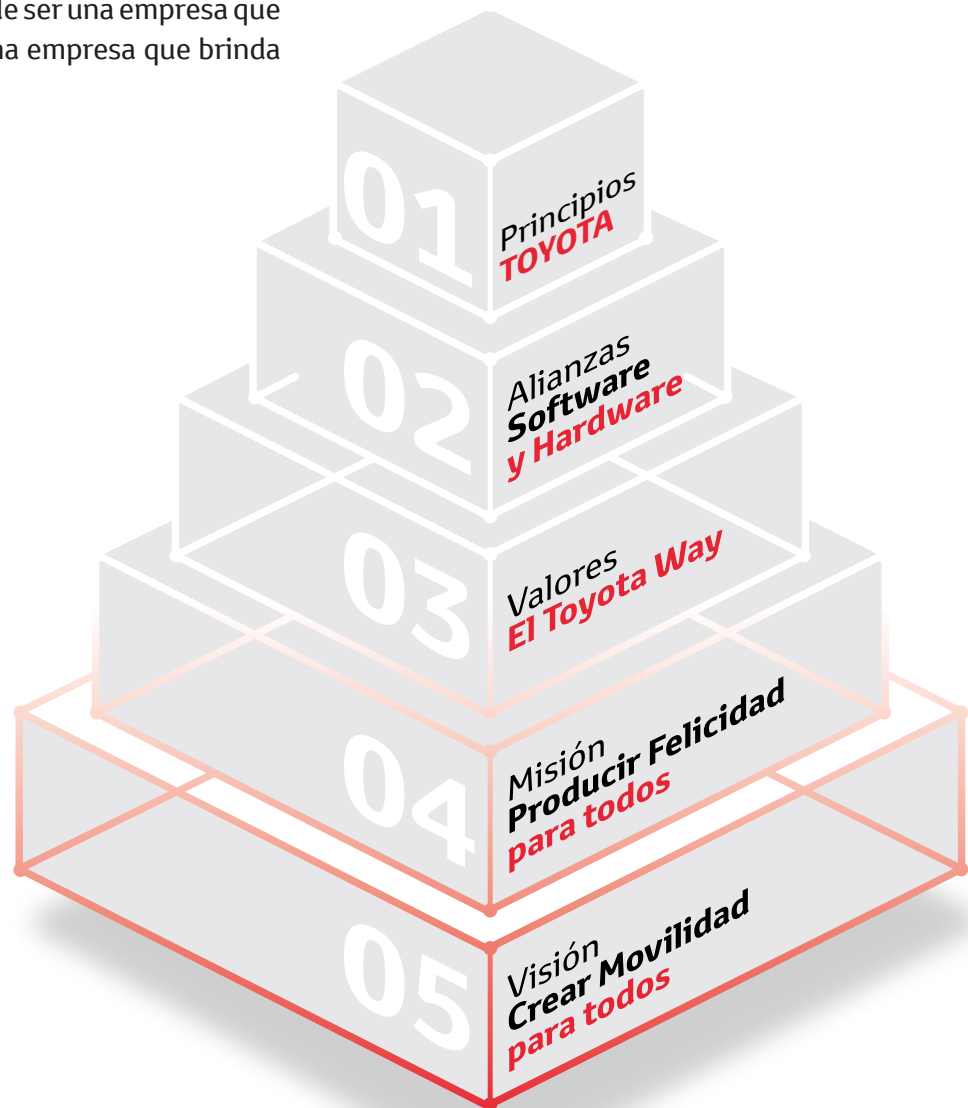 de ser una empresa que
na empresa que brinda
01
Principios
TOYOTA
02
Alianzas
Software
y Hardware
03
Valores
El Toyota Way
04
Misión
Producir Felicidad
para todos
05
Visión
Crear Movilidad
para todos